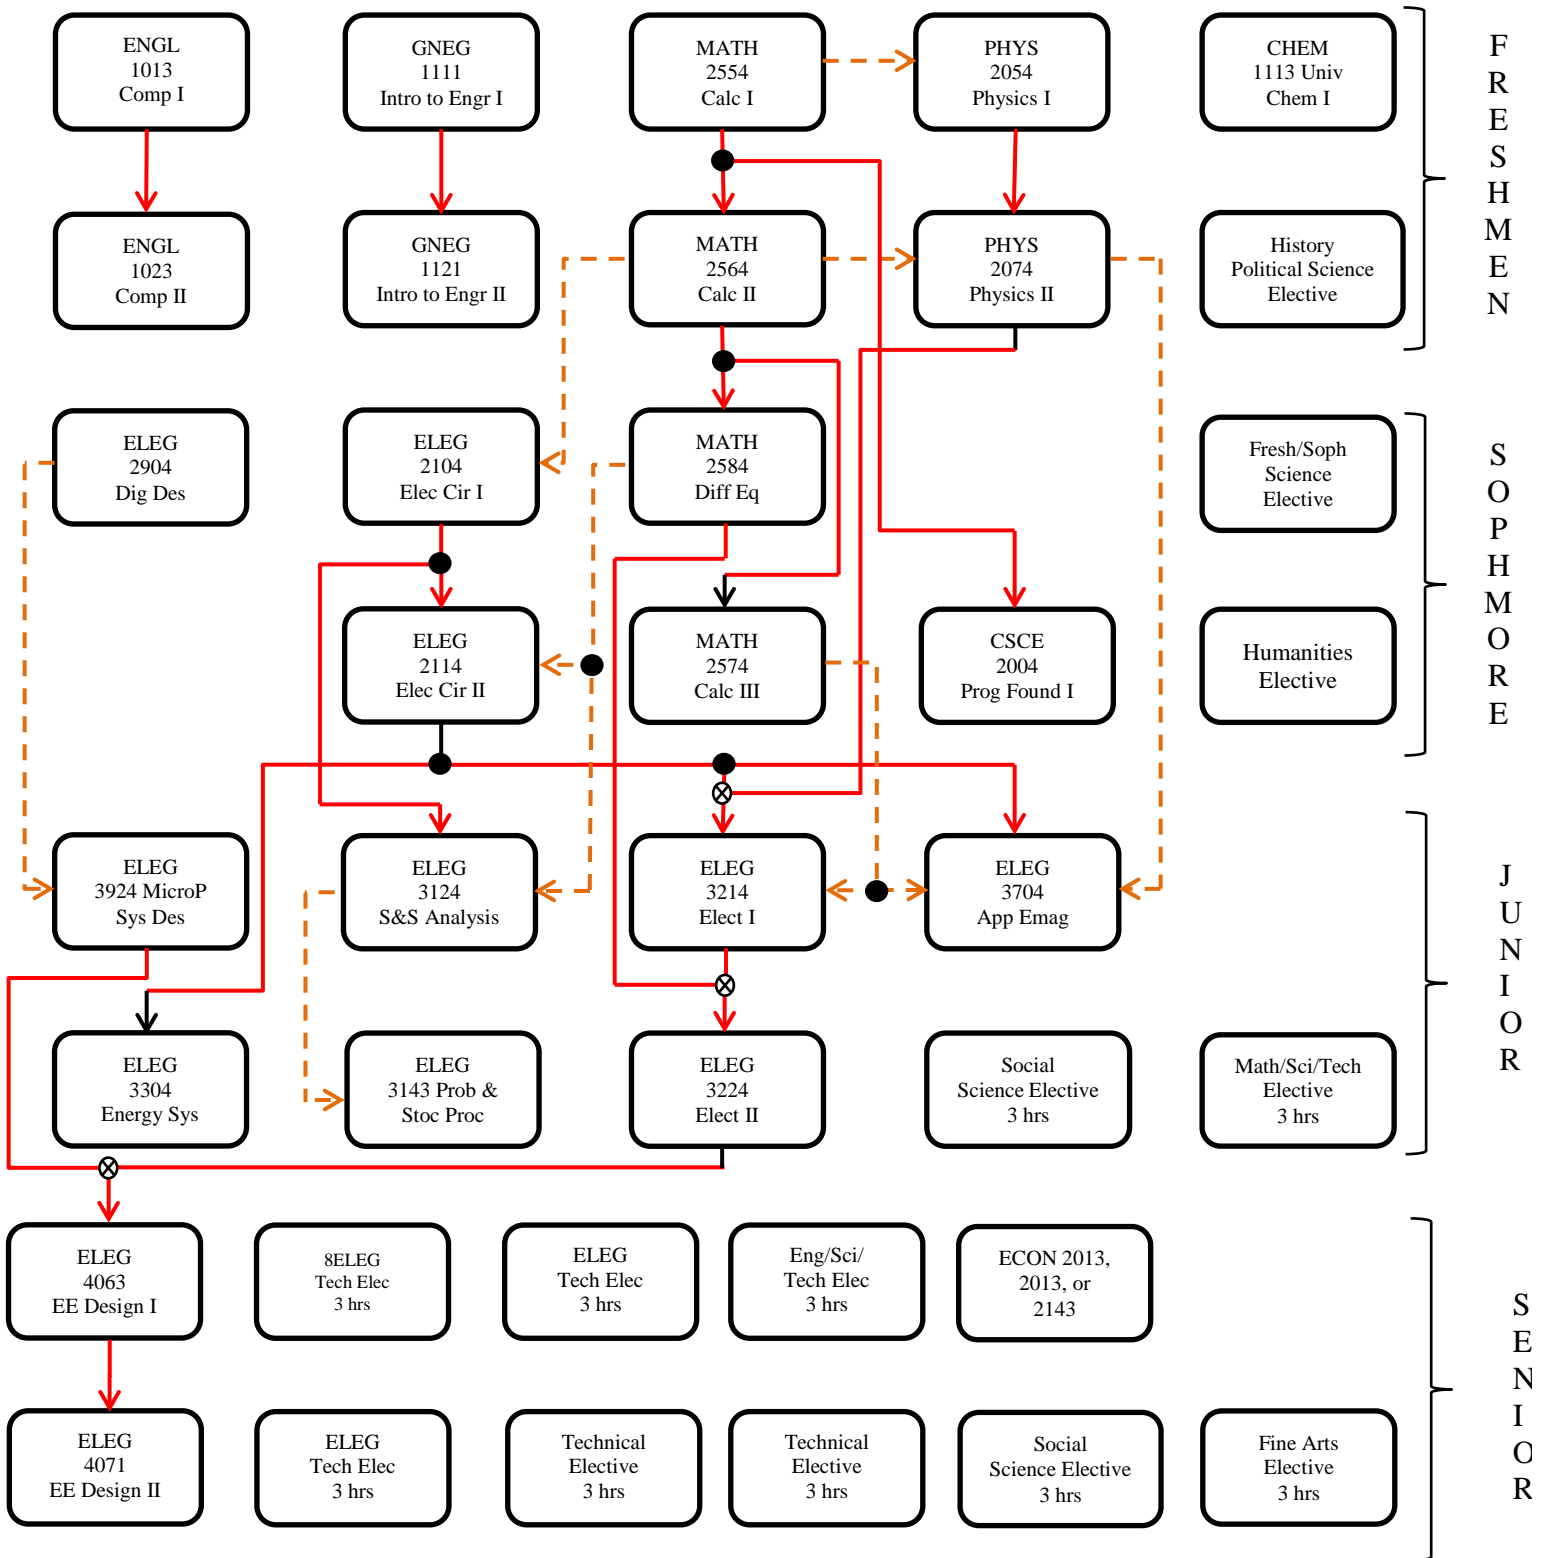 ENGL
1013
Comp I
GNEG
1111
Intro to Engr I
MATH
2554
Calc I
PHYS
2054
Physics I
CHEM
1113 Univ
Chem I
ENGL
1023
Comp II
GNEG
1121
Intro to Engr II
MATH
2564
Calc II
PHYS
2074
Physics II
History
Political Science
Elective
F
R
E
S
H
M
E
N
ELEG
2904
Dig Des
ELEG
2104
Elec Cir I
MATH
2584
Diff Eq
Fresh/Soph
Science
Elective
ELEG
2114
Elec Cir II
MATH
2574
Calc III
CSCE
2004
Prog Found I
Humanities
Elective
S
O
P
H
M
O
R
E
ELEG
3924 MicroP
Sys Des
ELEG
3124
S&S Analysis
ELEG
3214
Elect I
ELEG
3704
App Emag
ELEG
3304
Energy Sys
ELEG
3143 Prob &
Stoc Proc
ELEG
3224
Elect II
Social
Science Elective
3 hrs
Math/Sci/Tech
Elective
3 hrs
J
U
N
I
O
R
ELEG
4063
EE Design I
8ELEG
Tech Elec
3 hrs
ELEG
Tech Elec
3 hrs
Eng/Sci/
Tech Elec
3 hrs
ECON 2013,
2013, or
2143
ELEG
4071
EE Design II
ELEG
Tech Elec
3 hrs
Technical
Elective
3 hrs
Technical
Elective
3 hrs
Social
Science Elective
3 hrs
Fine Arts
Elective
3 hrs
S
E
N
I
O
R